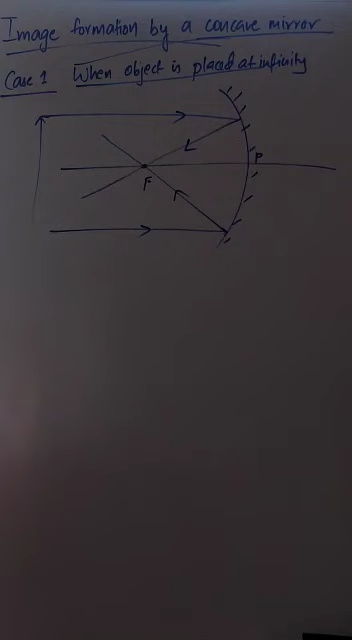 Image formation by a concave mirror
Case 1 When object is placed at infinity
P
F